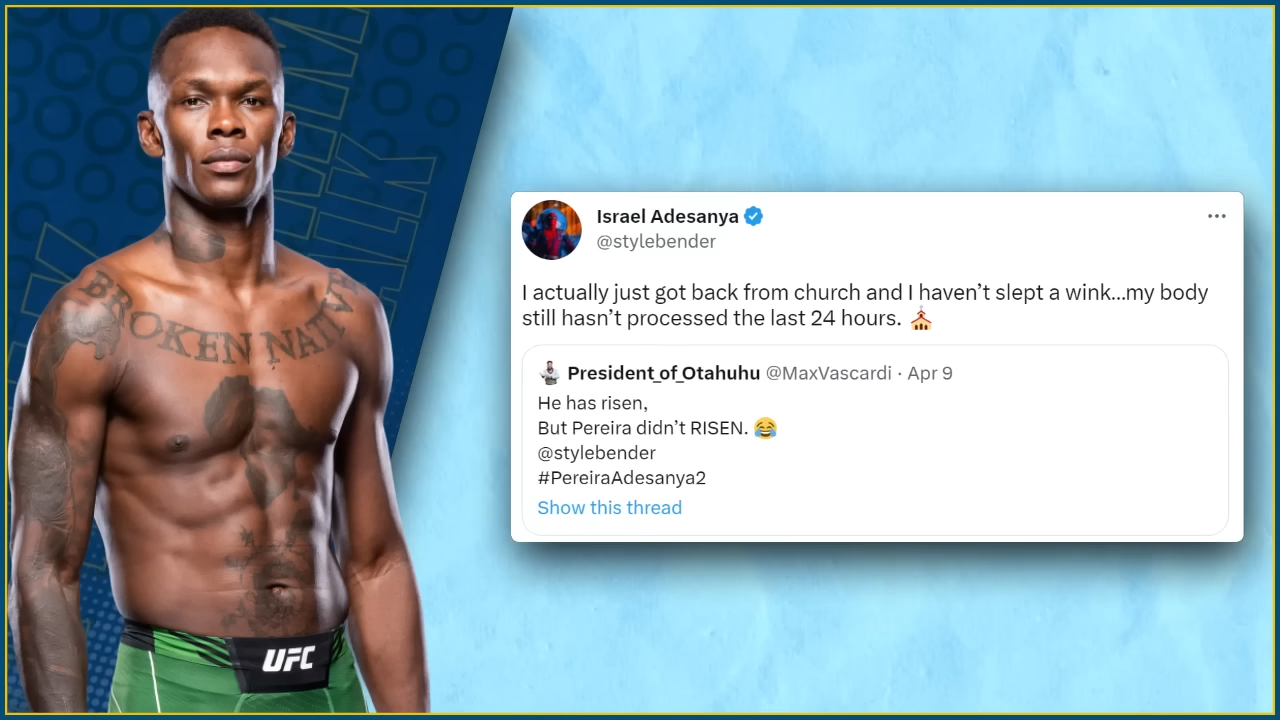 BROKEN NATIVE
UFC
Israel Adesanya
@stylebender
I actually just got back from church and I haven’t slept a wink...my body
still hasn’t processed the last 24 hours. ⛪
President_of_Otahuhu @MaxVascardi · Apr 9
He has risen,
But Pereira didn’t RISEN. 😂
@stylebender
#PereiraAdesanya2
Show this thread